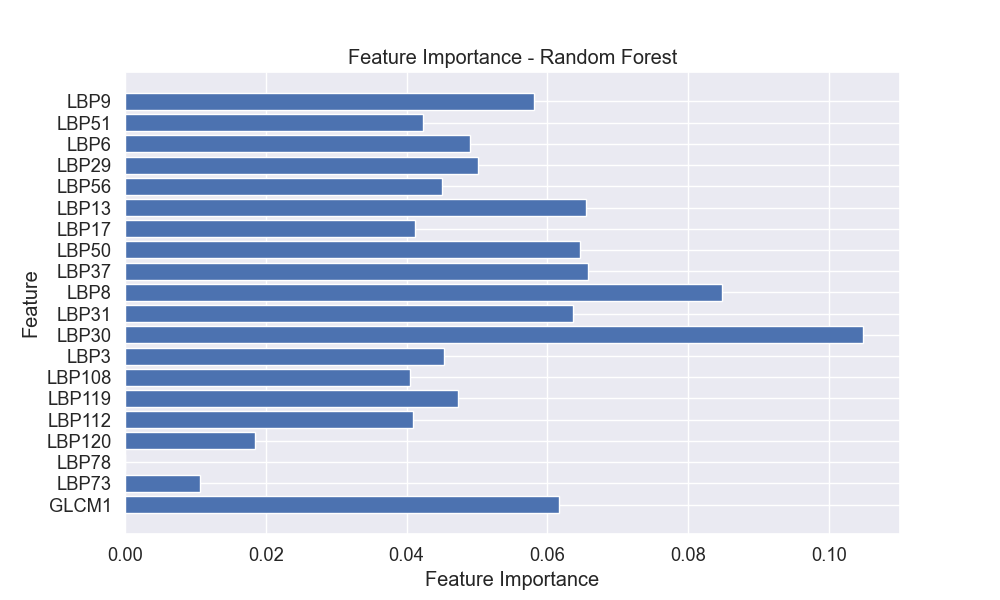 Feature Importance - Random Forest
LBP9
LBP51
LBP6
LBP29
LBP56
LBP13
LBP17
LBP50
LBP37
LBP8
LBP31
LBP30
LBP3
LBP108
LBP119
LBP112
LBP120
LBP78
LBP73
GLCM1
Feature
0.00 0.02 0.04 0.06 0.08 0.10
Feature Importance